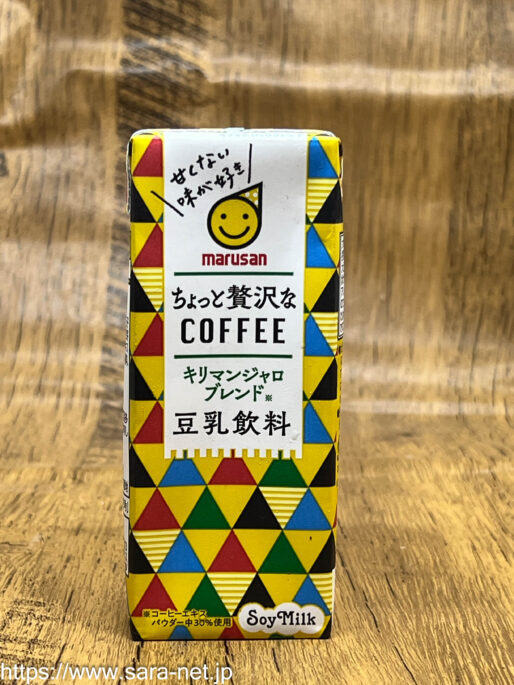 甘くない
味が好き
marusan
ちょっと贅沢な
COFFEE
キリマンジャロ
ブレンド※
豆乳飲料
※コーヒーエキス
パウダー中30%使用
SoyMilk
https://www.sara-net.jp